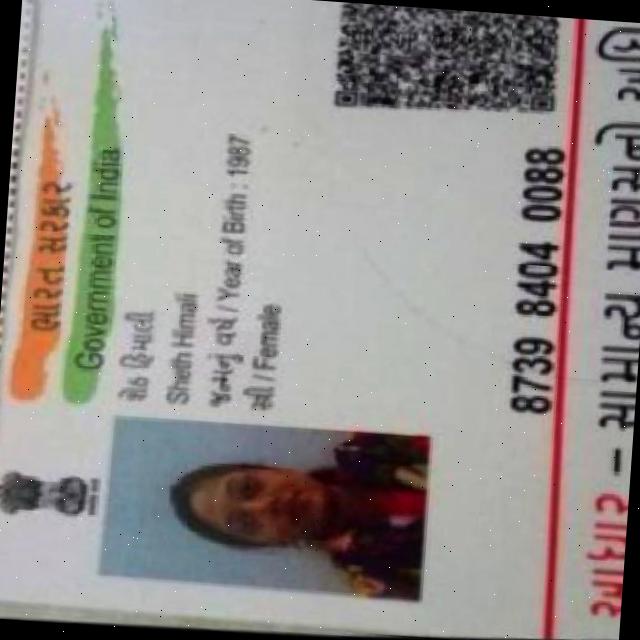 ભારત સરકાર
Government of India
શેઠ હિમાલી
Sheth Himali
જન્મનું વર્ષ / Year of Birth : 1987
સ્ત્રી / Female
8739 8404 0088
આધાર – સામાન્ય માણસનો